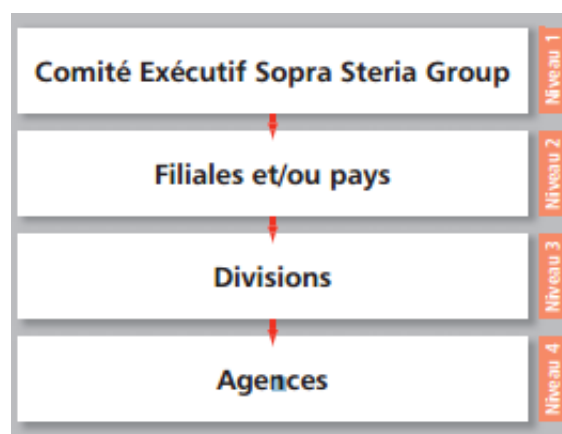 Comité Exécutif Sopra Steria Group
Niveau 1
Filiales et/ou pays
Niveau 2
Divisions
Niveau 3
Agences
Niveau 4